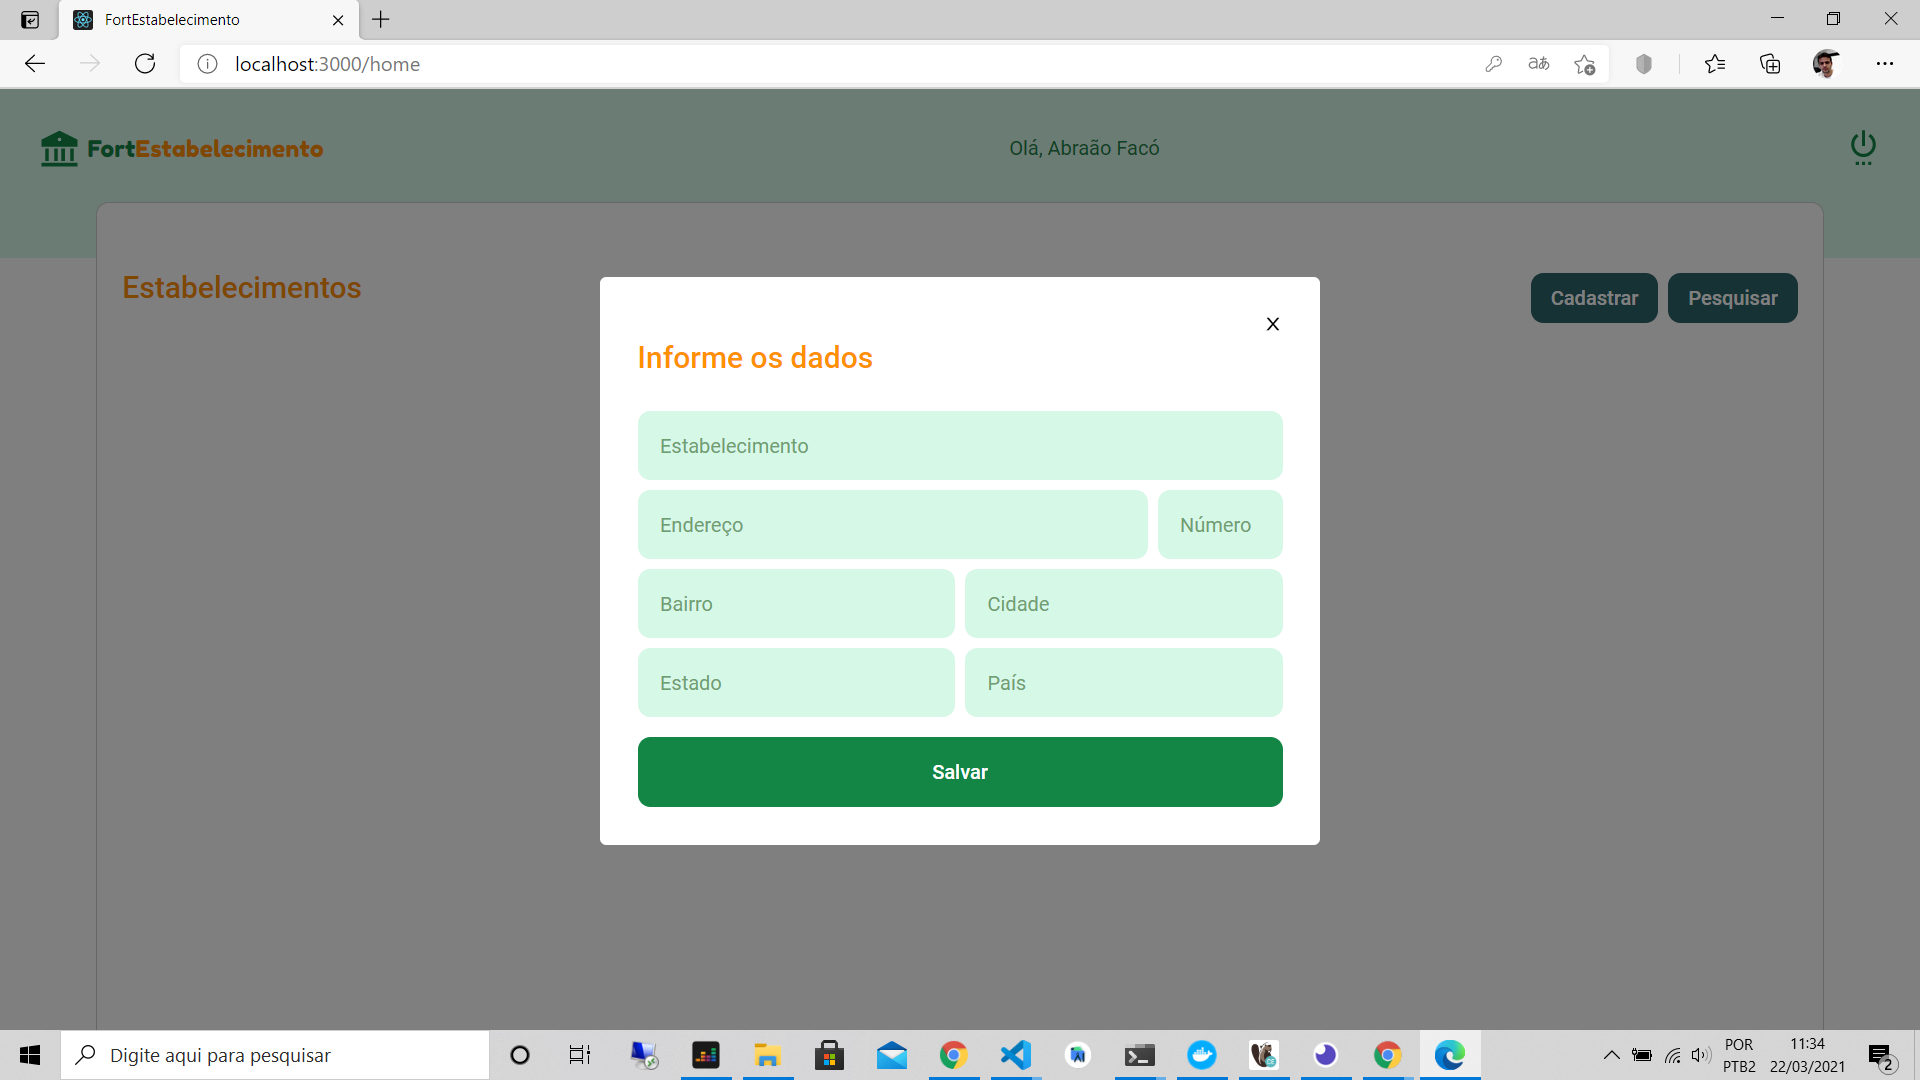 FortEstabelecimento
localhost:3000/home
FortEstabelecimento
Olá, Abraão Facó
Estabelecimentos
Cadastrar
Pesquisar
X
Informe os dados
Estabelecimento
Endereço
Número
Bairro
Cidade
Estado
País
Salvar
Digite aqui para pesquisar
POR
PTB2
11:34
22/03/2021
2